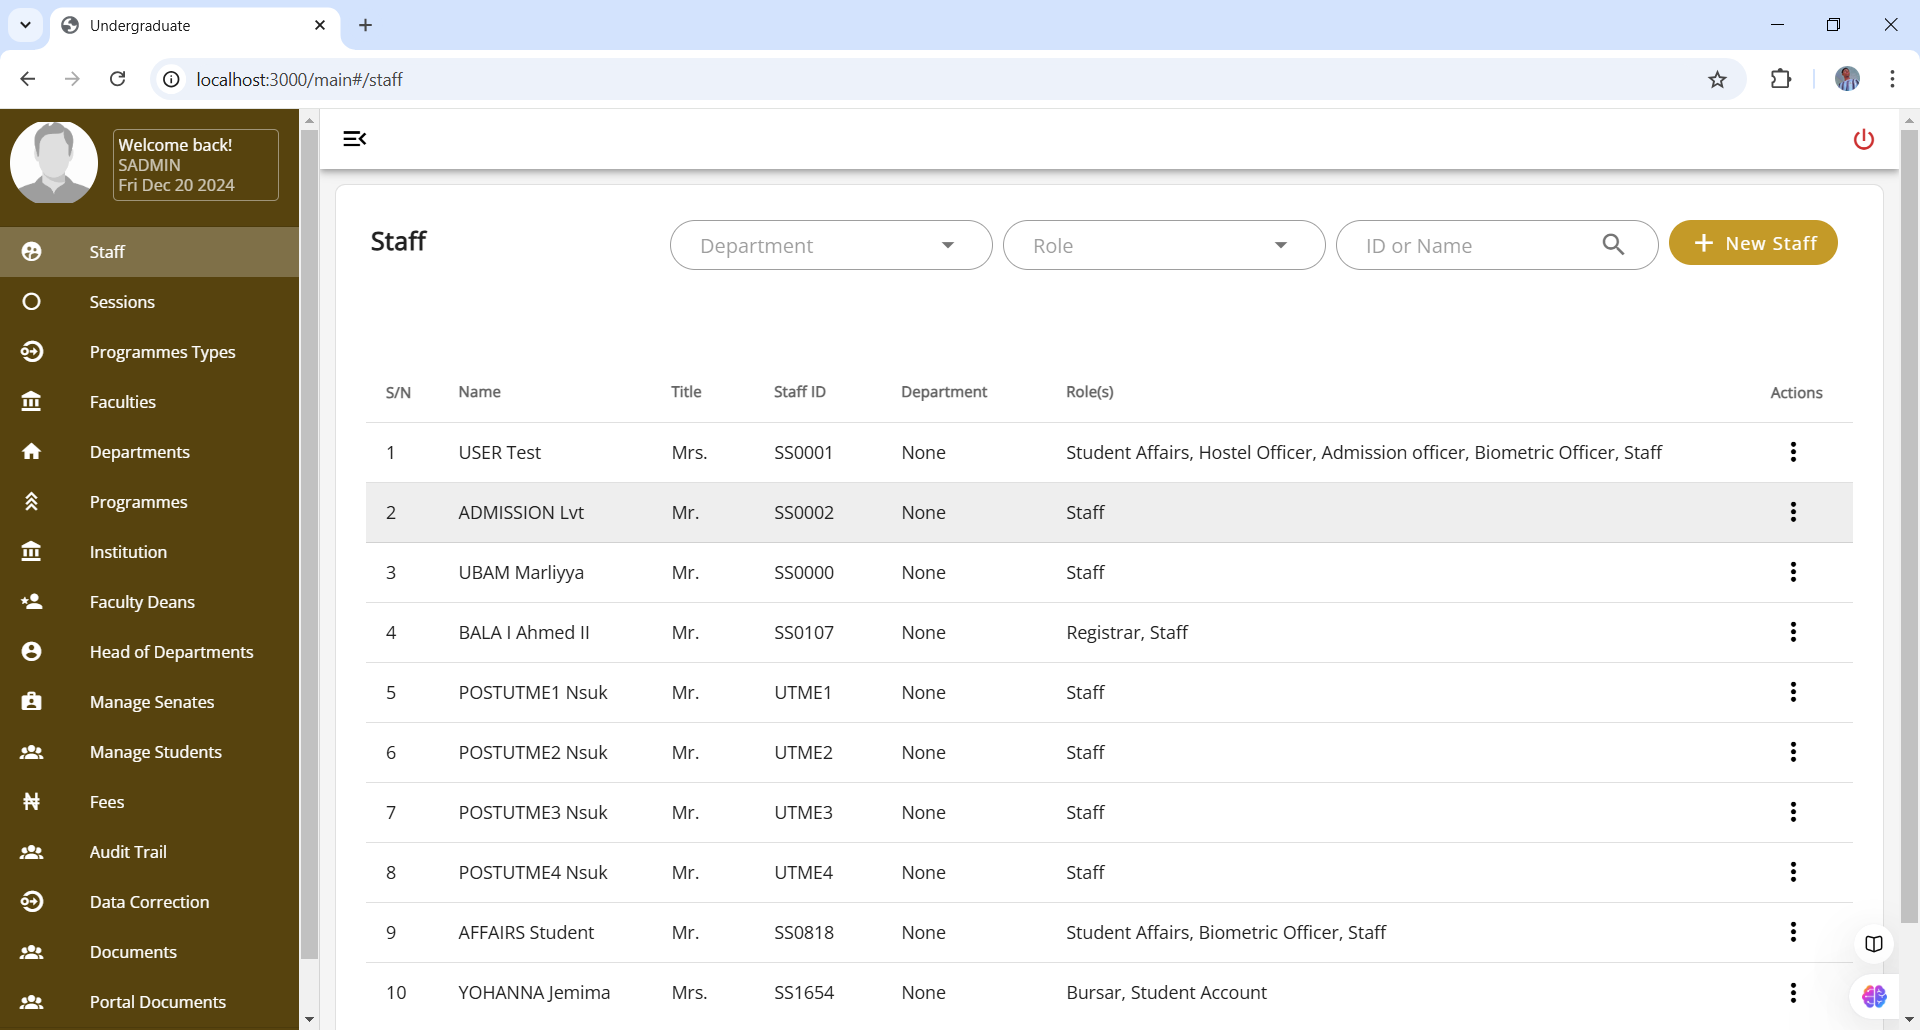 Undergraduate
localhost:3000/main#/staff
Welcome back!
SADMIN
Fri Dec 20 2024
Staff
Sessions
Programmes Types
Faculties
Departments
Programmes
Institution
Faculty Deans
Head of Departments
Manage Senates
Manage Students
Fees
Audit Trail
Data Correction
Documents
Portal Documents
Staff
Department
Role
ID or Name
New Staff
S/N Name Title Staff ID Department Role(s) Actions
1 USER Test Mrs. SS0001 None Student Affairs, Hostel Officer, Admission officer, Biometric Officer, Staff
2 ADMISSION Lvt Mr. SS0002 None Staff
3 UBAM Marliyya Mr. SS0000 None Staff
4 BALA I Ahmed II Mr. SS0107 None Registrar, Staff
5 POSTUTME1 Nsuk Mr. UTME1 None Staff
6 POSTUTME2 Nsuk Mr. UTME2 None Staff
7 POSTUTME3 Nsuk Mr. UTME3 None Staff
8 POSTUTME4 Nsuk Mr. UTME4 None Staff
9 AFFAIRS Student Mr. SS0818 None Student Affairs, Biometric Officer, Staff
10 YOHANNA Jemima Mrs. SS1654 None Bursar, Student Account